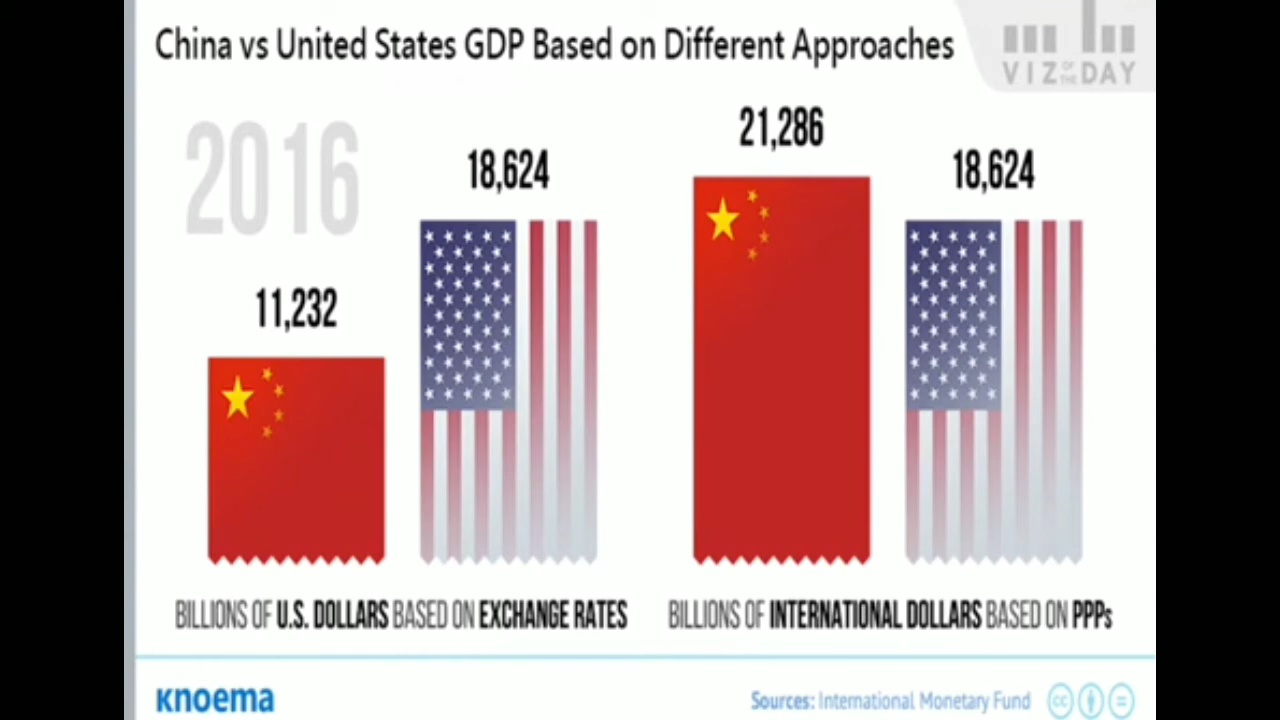 China vs United States GDP Based on Different Approaches
VIZ OF THE DAY
2016
11,232
18,624
21,286
18,624
BILLIONS OF U.S. DOLLARS BASED ON EXCHANGE RATES
BILLIONS OF INTERNATIONAL DOLLARS BASED ON PPPs
knoema
Sources: International Monetary Fund
cc